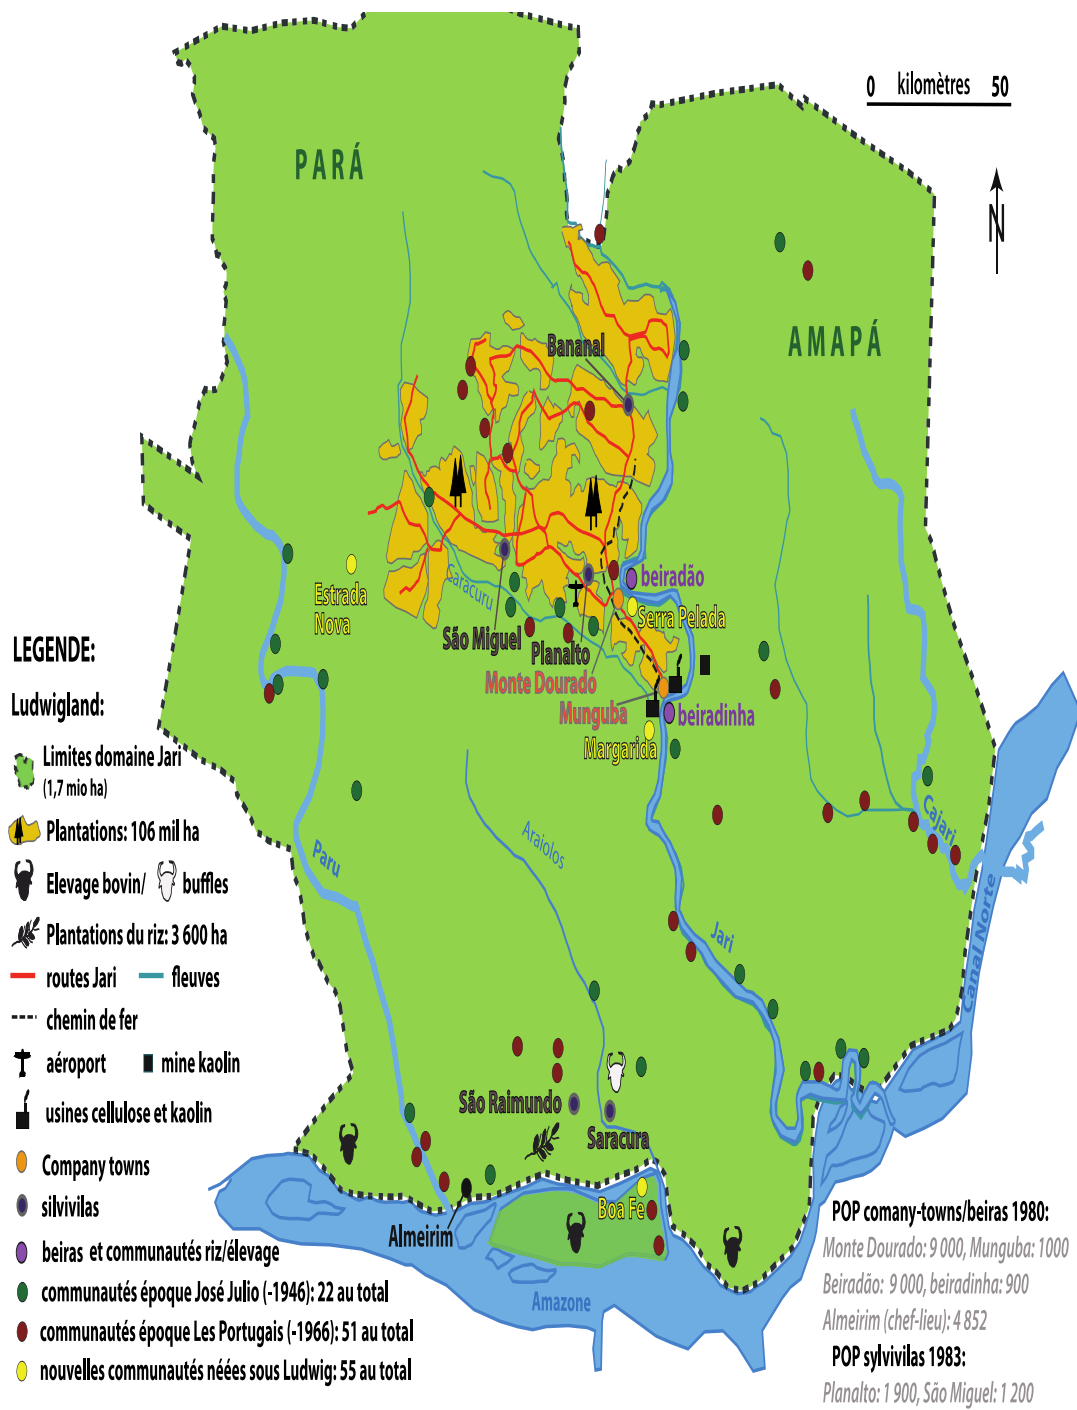 0 kilomètres 50
PARÁ
N
AMAPÁ
Bananal
beiradão
Estrada
Nova
Caracuru
Serra Pelada
São Miguel
Planalto
Monte Dourado
Munguba
beiradinha
Margarida
LEGENDE:
Ludwigland:
Limites domaine Jari
(1,7 mio ha)
Plantations: 106 mil ha
Elevage bovin/ buffles
Plantations du riz: 3 600 ha
routes Jari fleuves
chemin de fer
aéroport mine kaolin
usines cellulose et kaolin
Company towns
silvivilas
beiras et communautés riz/élevage
communautés époque José Julio (-1946): 22 au total
communautés époque Les Portugais (-1966): 51 au total
nouvelles communautés néées sous Ludwig: 55 au total
Paru
Araiolos
Cajari
Jari
Canal Norte
São Raimundo
Saracura
Boa Fe
Almeirim
Amazone
POP comany-towns/beiras 1980:
Monte Dourado: 9 000, Munguba: 1000
Beiradão: 9 000, beiradinha: 900
Almeirim (chef-lieu): 4 852
POP sylvivilas 1983:
Planalto: 1 900, São Miguel: 1 200